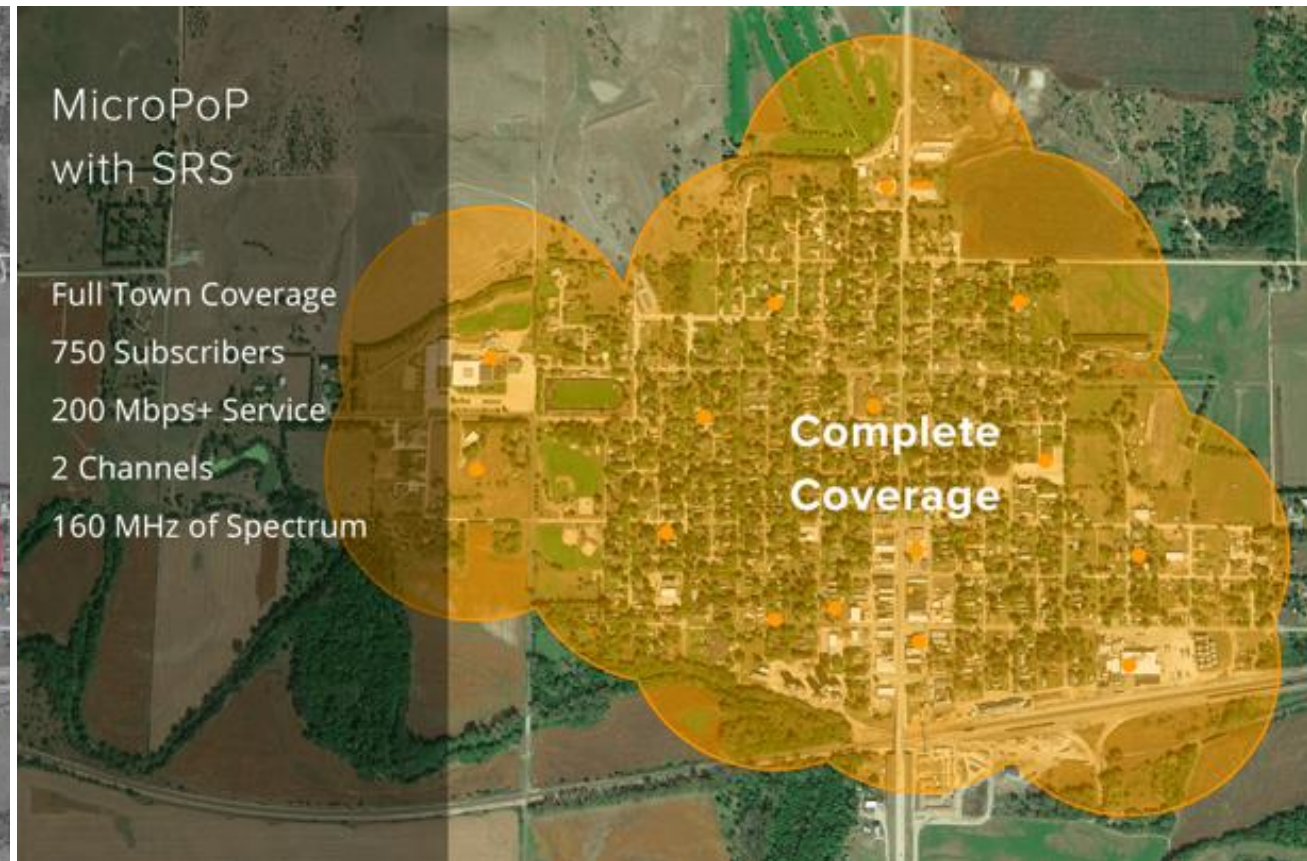 MicroPoP
with SRS
Full Town Coverage
750 Subscribers
200 Mbps+ Service
2 Channels
160 MHz of Spectrum
Complete
Coverage